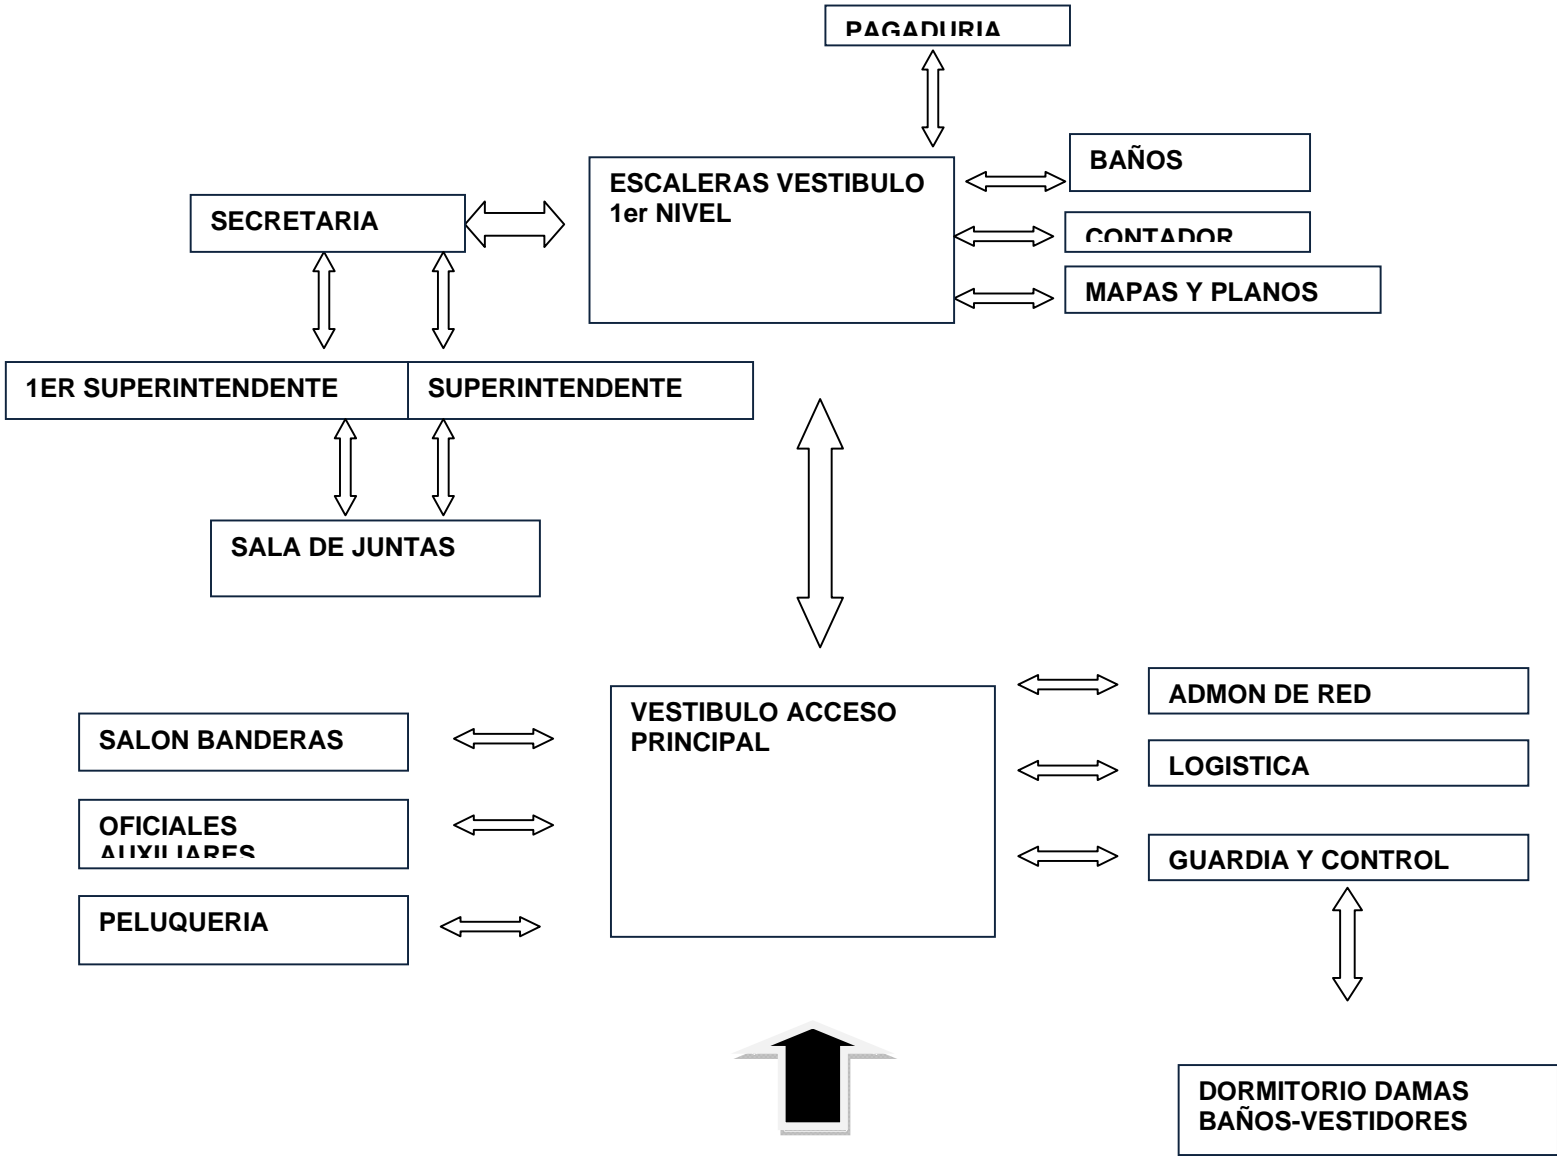 PAGADURIA
ESCALERAS VESTIBULO
1er NIVEL
BAÑOS
SECRETARIA
CONTADOR
MAPAS Y PLANOS
1ER SUPERINTENDENTE
SUPERINTENDENTE
SALA DE JUNTAS
VESTIBULO ACCESO
PRINCIPAL
ADMON DE RED
SALON BANDERAS
LOGISTICA
OFICIALES
AUXILIARES
GUARDIA Y CONTROL
PELUQUERIA
DORMITORIO DAMAS
BAÑOS-VESTIDORES